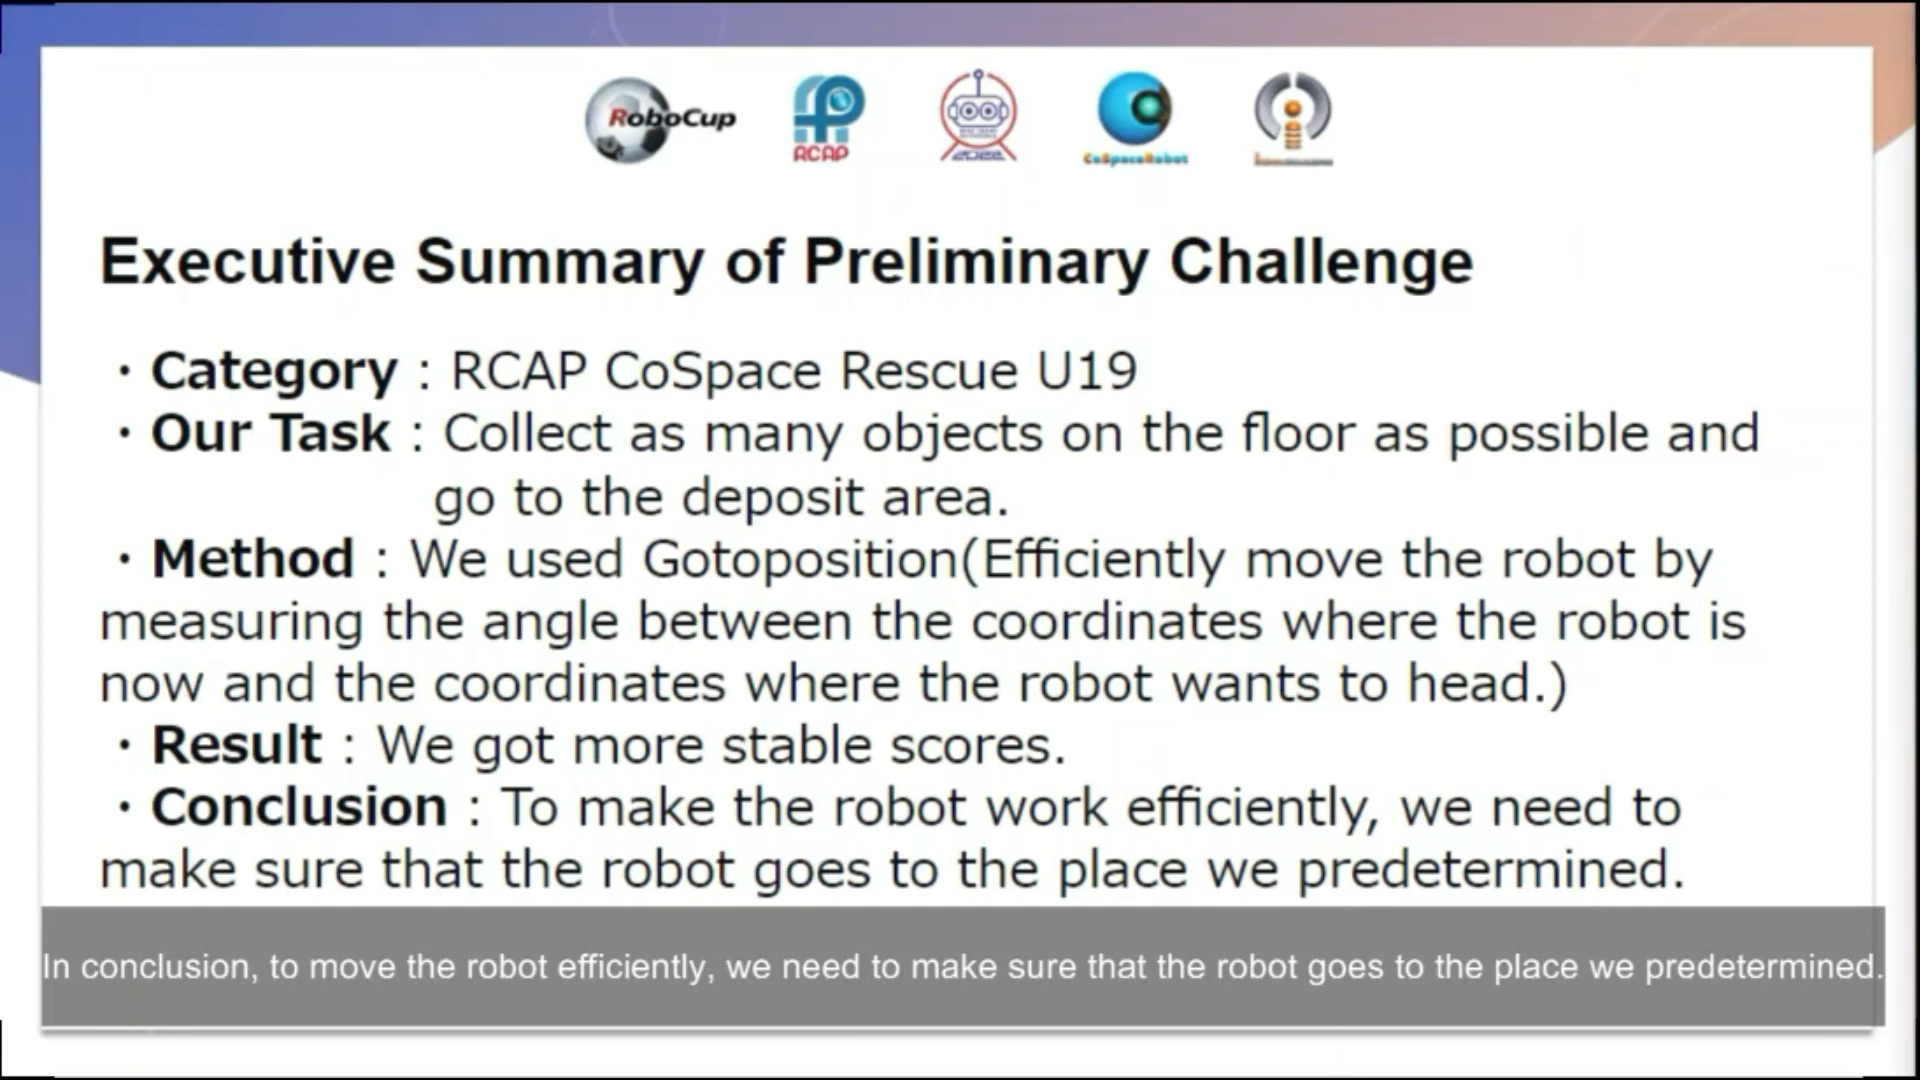 RoboCup
RCAP
2022
CoSpaceRobot
Executive Summary of Preliminary Challenge
・Category : RCAP CoSpace Rescue U19
・Our Task : Collect as many objects on the floor as possible and
go to the deposit area.
・Method : We used Gotoposition(Efficiently move the robot by
measuring the angle between the coordinates where the robot is
now and the coordinates where the robot wants to head.)
・Result : We got more stable scores.
・Conclusion : To make the robot work efficiently, we need to
make sure that the robot goes to the place we predetermined.
In conclusion, to move the robot efficiently, we need to make sure that the robot goes to the place we predetermined.